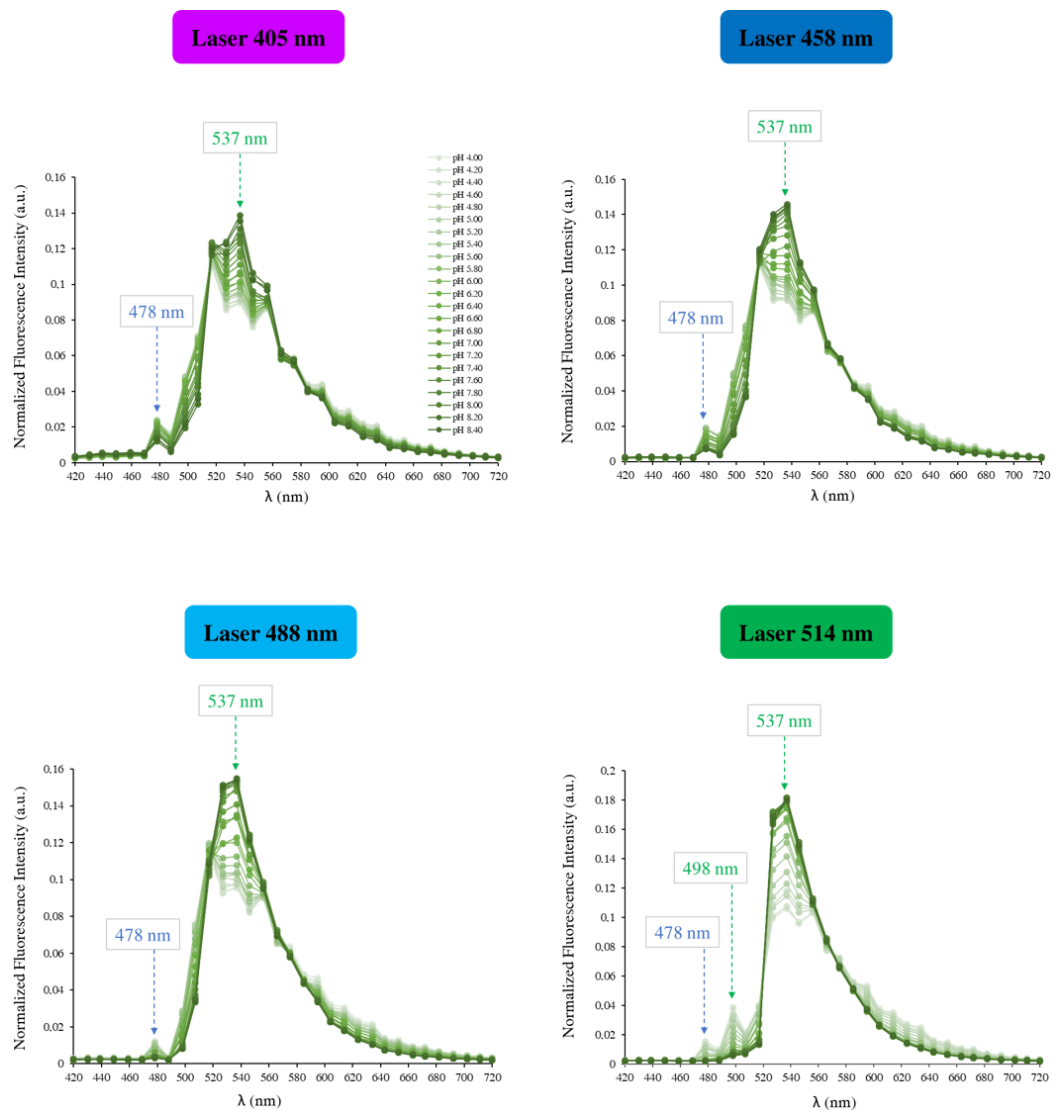 Laser 405 nm
Laser 458 nm
537 nm
478 nm
Normalized Fluorescence Intensity (a.u.)
0,16
0,14
0,12
0,1
0,08
0,06
0,04
0,02
0
420 440 460 480 500 520 540 560 580 600 620 640 660 680 700 720
λ (nm)
pH 4.00
pH 4.20
pH 4.40
pH 4.60
pH 4.80
pH 5.00
pH 5.20
pH 5.40
pH 5.60
pH 5.80
pH 6.00
pH 6.20
pH 6.40
pH 6.60
pH 6.80
pH 7.00
pH 7.20
pH 7.40
pH 7.60
pH 7.80
pH 8.00
pH 8.20
pH 8.40
537 nm
478 nm
Normalized Fluorescence Intensity (a.u.)
0,16
0,14
0,12
0,1
0,08
0,06
0,04
0,02
0
420 440 460 480 500 520 540 560 580 600 620 640 660 680 700 720
λ (nm)
Laser 488 nm
Laser 514 nm
537 nm
478 nm
Normalized Fluorescence Intensity (a.u.)
0,16
0,14
0,12
0,1
0,08
0,06
0,04
0,02
0
420 440 460 480 500 520 540 560 580 600 620 640 660 680 700 720
λ (nm)
537 nm
498 nm
478 nm
Normalized Fluorescence Intensity (a.u.)
0,2
0,18
0,16
0,14
0,12
0,1
0,08
0,06
0,04
0,02
0
420 440 460 480 500 520 540 560 580 600 620 640 660 680 700 720
λ (nm)